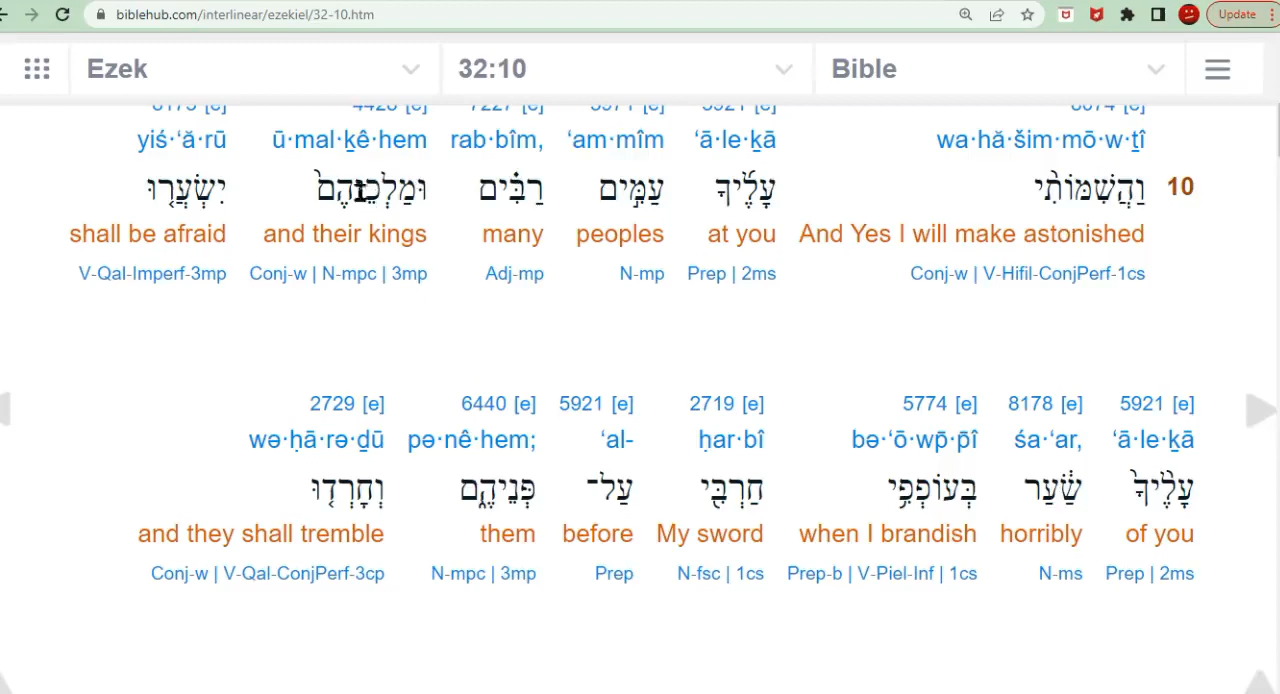 biblehub.com/interlinear/ezekiel/32-10.htm Update
Ezek 32:10 Bible
yiś·‘ă·rū ū·mal·ḵê·hem rab·bîm, ‘am·mîm ‘ā·le·ḵā wa·hă·šim·mō·w·ṯî
10 וַהֲשִׁמּוֹתִ֨י עָלֶ֜יךָ עַמִּ֣ים רַבִּ֗ים וּמַלְכֵיהֶם֙ יִשְׂעֲר֤וּ
shall be afraid and their kings many peoples at you And Yes I will make astonished
V-Qal-Imperf-3mp Conj-w | N-mpc | 3mp Adj-mp N-mp Prep | 2ms Conj-w | V-Hifil-ConjPerf-1cs
2729 [e] 6440 [e] 5921 [e] 2719 [e] 5774 [e] 8178 [e] 5921 [e]
wə·ḥā·rə·ḏū pə·nê·hem; ‘al- ḥar·bî bə·‘ō·wp̄·p̄î śa·‘ar, ‘ā·le·ḵā
עָלֶ֙יךָ֙ שַׂ֔עַר בְּעוֹפְפִ֥י חַרְבִּ֖י עַל־ פְּנֵיהֶ֑ם וְחָרְד֤וּ
and they shall tremble them before My sword when I brandish horribly of you
Conj-w | V-Qal-ConjPerf-3cp N-mpc | 3mp Prep N-fsc | 1cs Prep-b | V-Piel-Inf | 1cs N-ms Prep | 2ms